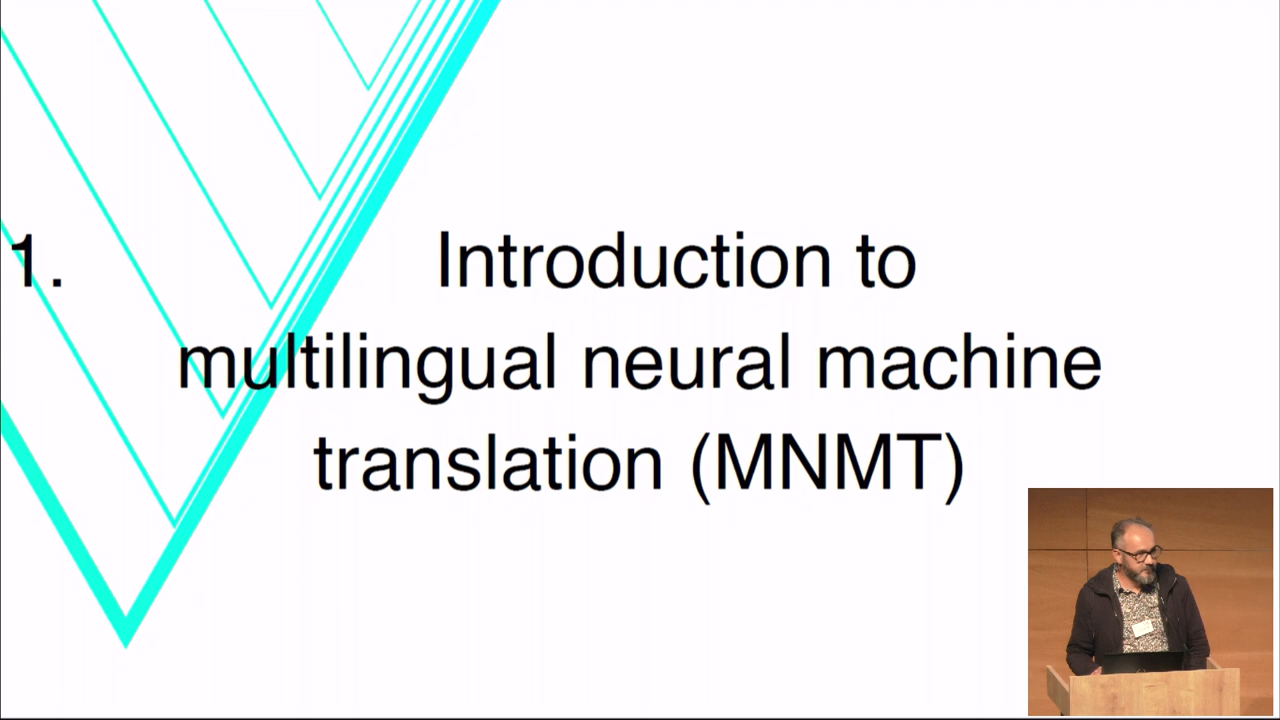 1. Introduction to
multilingual neural machine
translation (MNMT)